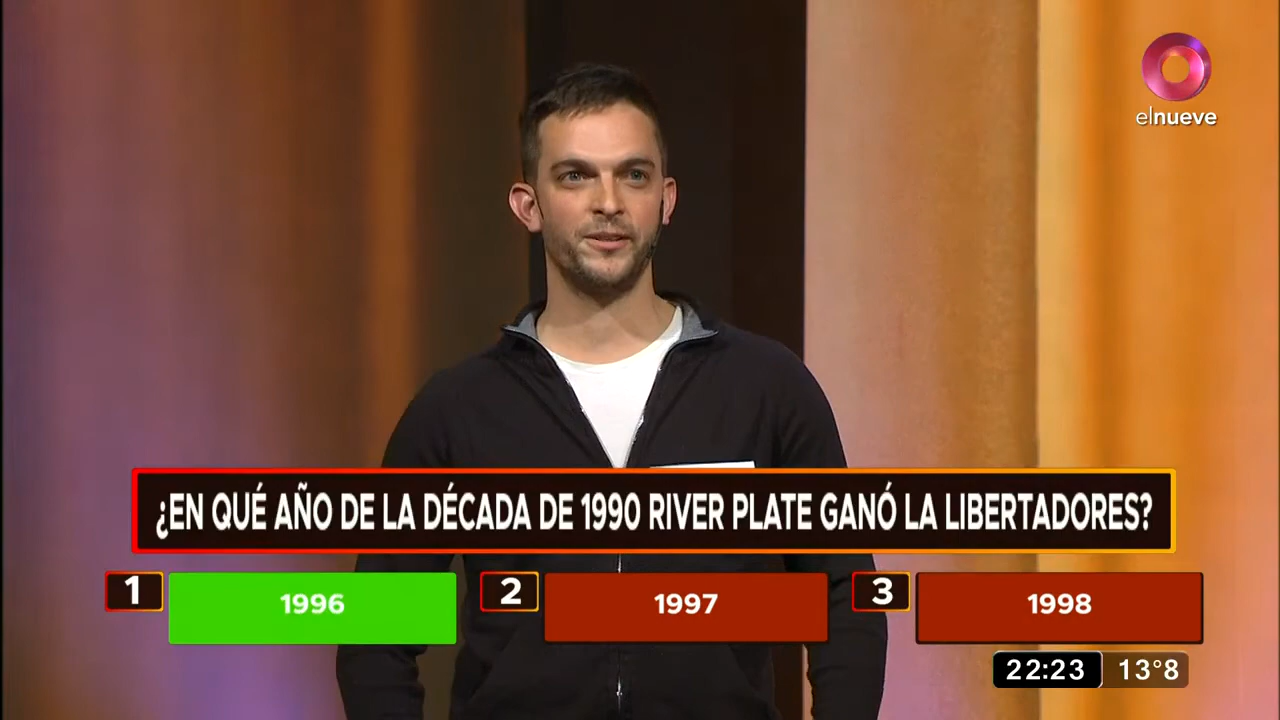 elnueve
¿EN QUÉ AÑO DE LA DÉCADA DE 1990 RIVER PLATE GANÓ LA LIBERTADORES?
1 1996 2 1997 3 1998
22:23 13°8